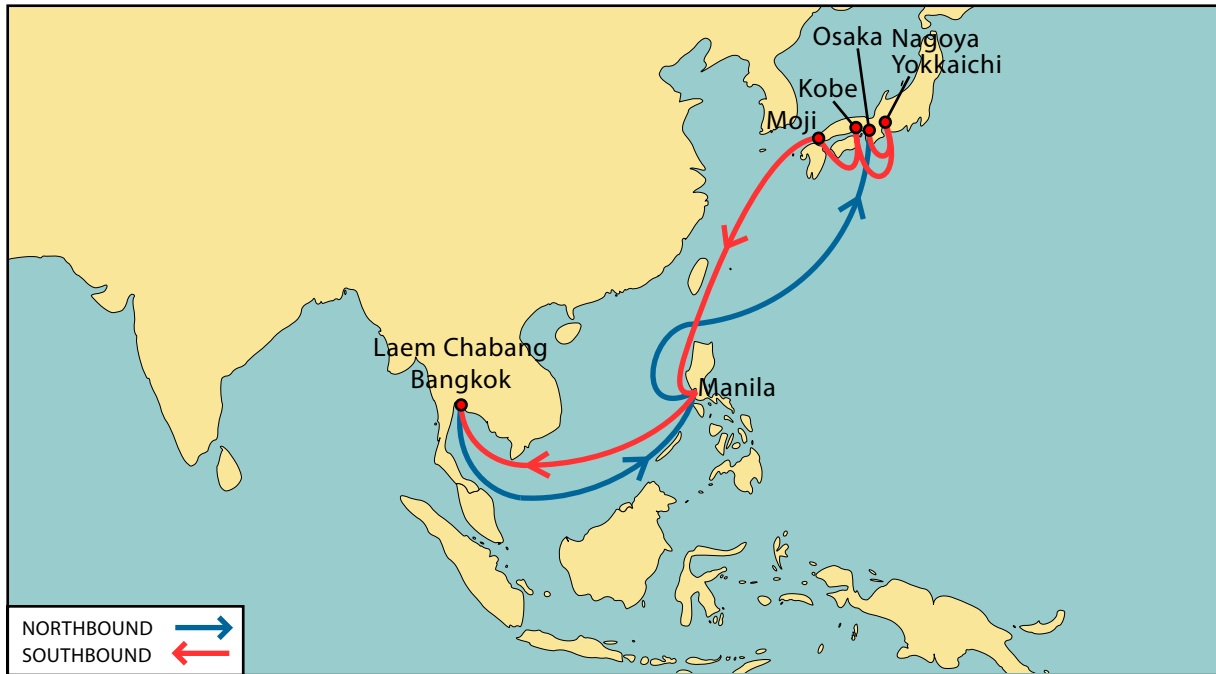 Osaka
Nagoya
Yokkaichi
Kobe
Moji
Laem Chabang
Bangkok
Manila
NORTHBOUND
SOUTHBOUND